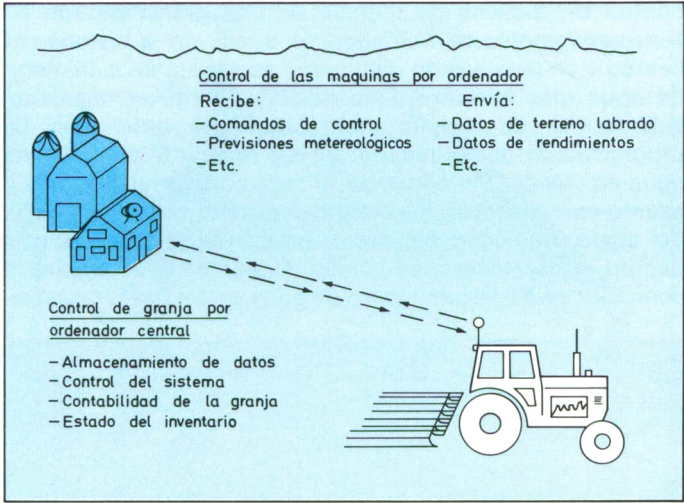 Control de las maquinas por ordenador
Recibe:
– Comandos de control
– Previsiones metereológicos
– Etc.
Envía:
– Datos de terreno labrado
– Datos de rendimientos
– Etc.
Control de granja por
ordenador central
– Almacenamiento de datos
– Control del sistema
– Contabilidad de la granja
– Estado del inventario